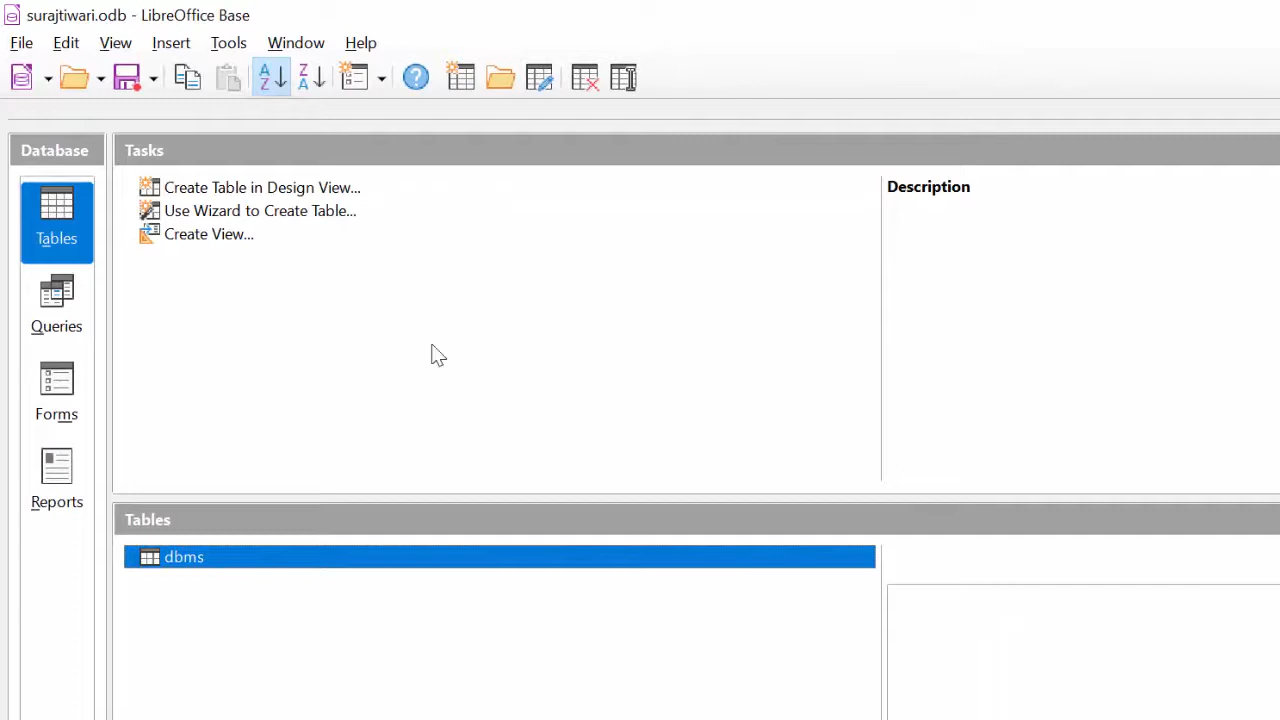 surajtiwari.odb - LibreOffice Base
File Edit View Insert Tools Window Help
Database
Tables
Queries
Forms
Reports
Tasks
Create Table in Design View...
Use Wizard to Create Table...
Create View...
Description
Tables
dbms